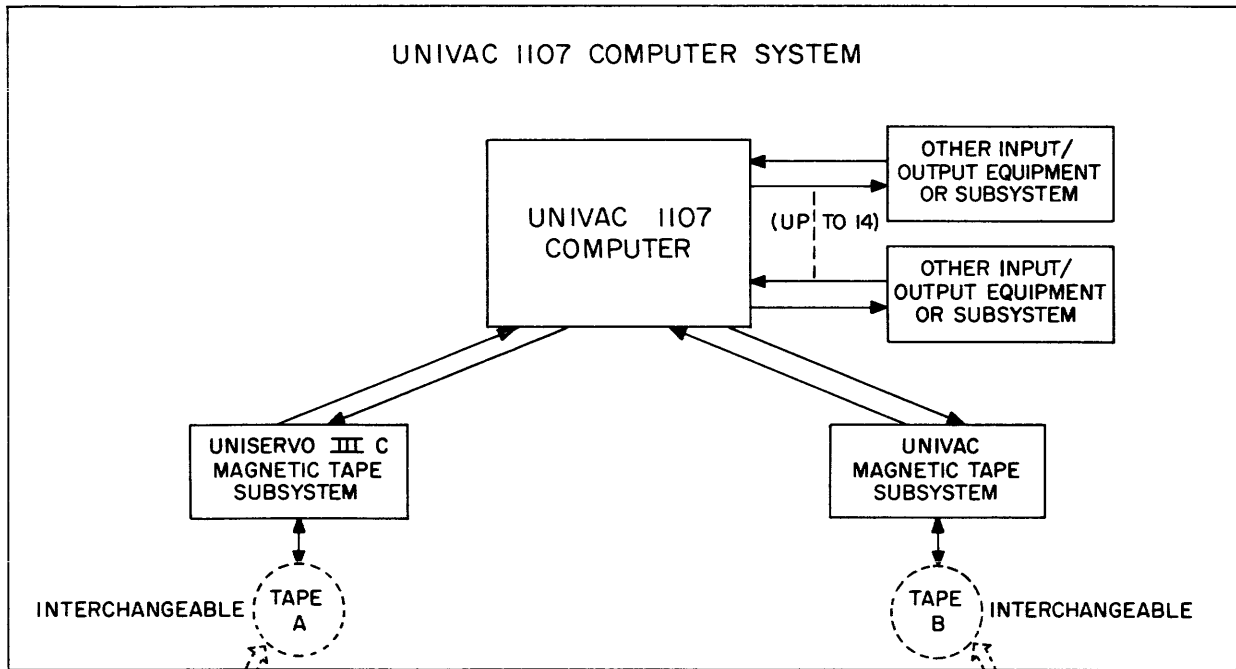 UNIVAC 1107 COMPUTER SYSTEM
UNIVAC 1107
COMPUTER
OTHER INPUT/
OUTPUT EQUIPMENT
OR SUBSYSTEM
(UP TO 14)
OTHER INPUT/
OUTPUT EQUIPMENT
OR SUBSYSTEM
UNISERVO III C
MAGNETIC TAPE
SUBSYSTEM
UNIVAC
MAGNETIC TAPE
SUBSYSTEM
INTERCHANGEABLE
TAPE
A
TAPE
B
INTERCHANGEABLE